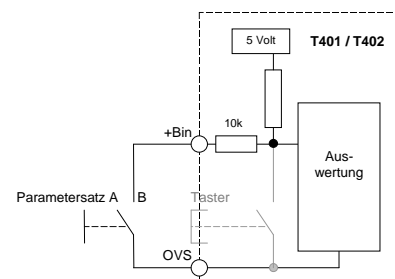 5 Volt T401 / T402
10k
+Bin
Aus-
wertung
Parametersatz A B Taster
OVS